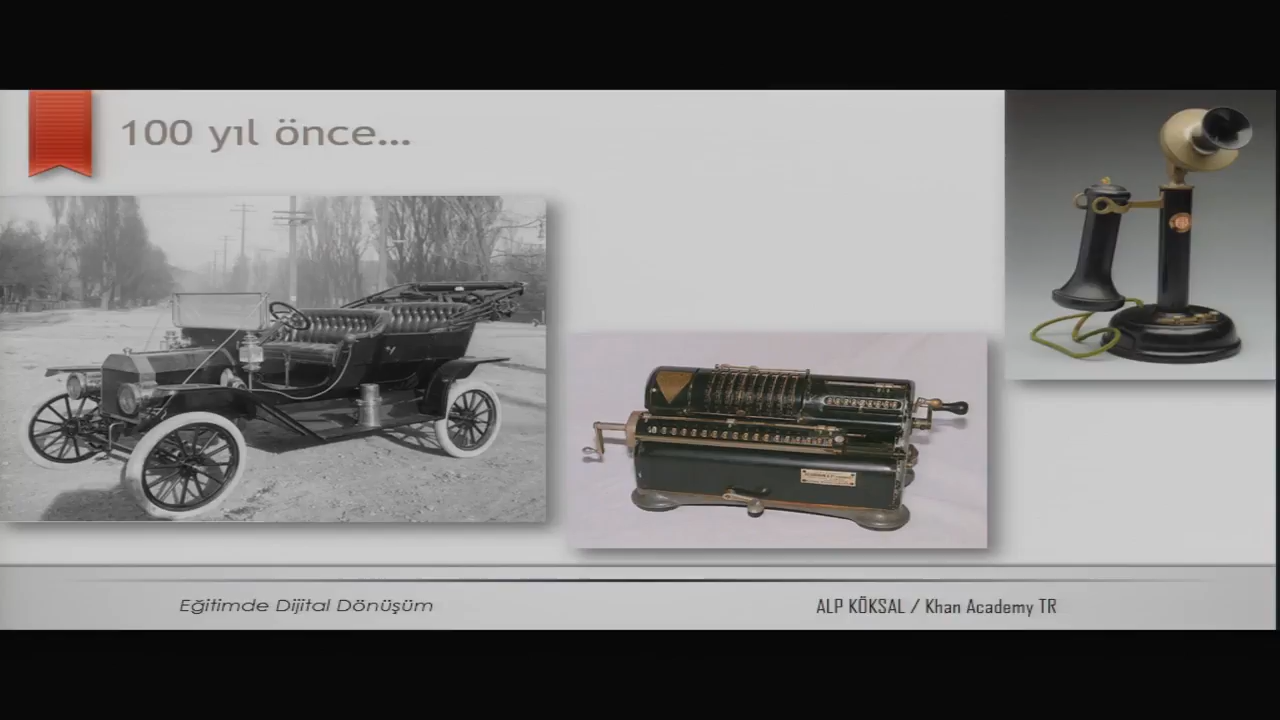 100 yıl önce...
Eğitimde Dijital Dönüşüm
ALP KÖKSAL / Khan Academy TR